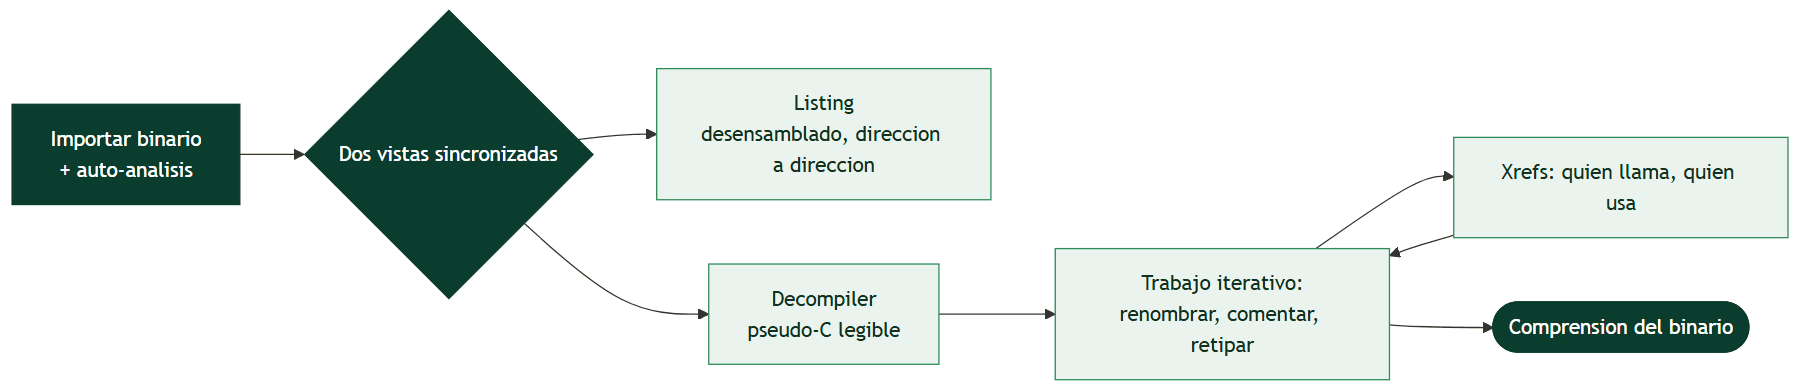 Importar binario
+ auto-analisis
Dos vistas sincronizadas
Listing
desensamblado, direccion
a direccion
Decompiler
pseudo-C legible
Trabajo iterativo:
renombrar, comentar,
retipar
Xrefs: quien llama, quien
usa
Comprension del binario